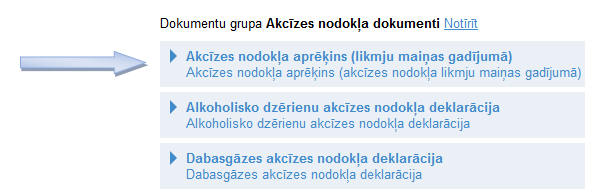 Dokumentu grupa Akcīzes nodokļa dokumenti Notīrīt
Akcīzes nodokļa aprēķins (likmju maiņas gadījumā)
Akcīzes nodokļa aprēķins (akcīzes nodokļa likmju maiņas gadījumā)
Alkoholisko dzērienu akcīzes nodokļa deklarācija
Alkoholisko dzērienu akcīzes nodokļa deklarācija
Dabasgāzes akcīzes nodokļa deklarācija
Dabasgāzes akcīzes nodokļa deklarācija